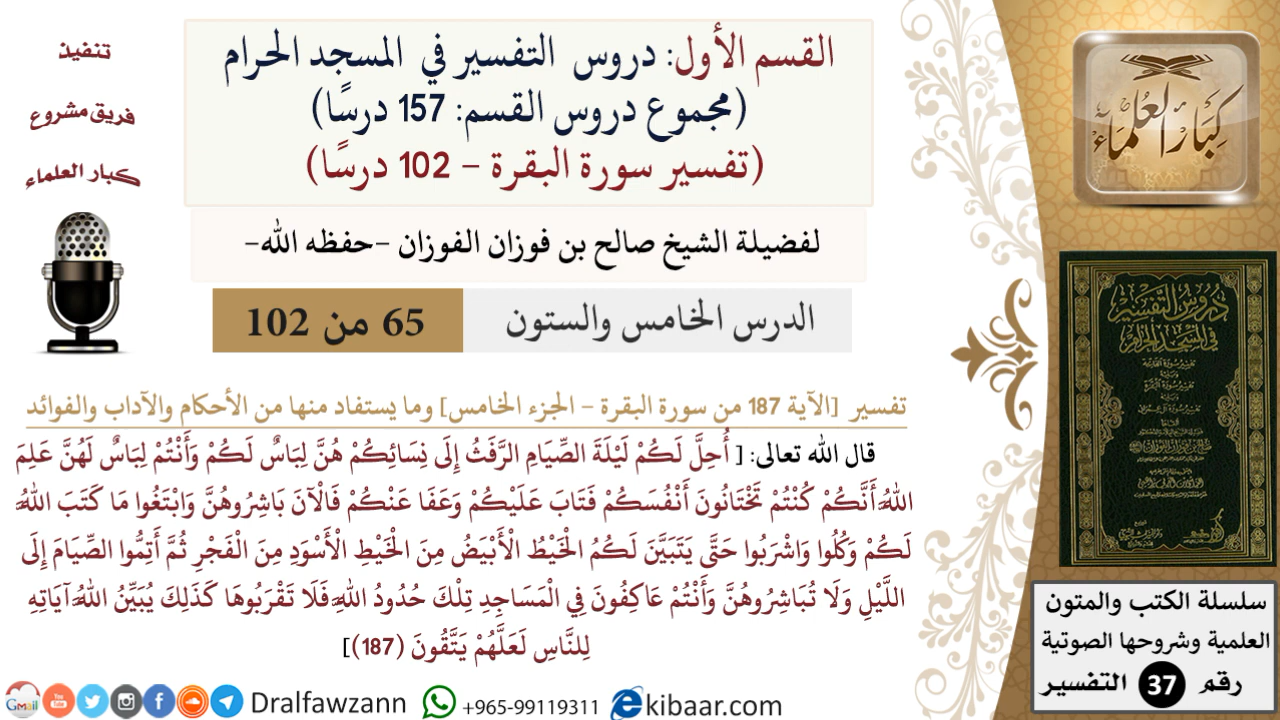 تنفيذ
فريق مشروع
كبار العلماء
القسم الأول: دروس التفسير في المسجد الحرام
(مجموع دروس القسم: 157 درسًا)
(تفسير سورة البقرة - 102 درسًا)
لفضيلة الشيخ صالح بن فوزان الفوزان -حفظه الله-
الدرس الخامس والستون
65 من 102
تفسير [الآية 187 من سورة البقرة - الجزء الخامس] وما يستفاد منها من الأحكام والآداب والفوائد
قال الله تعالى: [ أُحِلَّ لَكُمْ لَيْلَةَ الصِّيَامِ الرَّفَثُ إِلَى نِسَائِكُمْ هُنَّ لِبَاسٌ لَكُمْ وَأَنْتُمْ لِبَاسٌ لَهُنَّ عَلِمَ
اللَّهُ أَنَّكُمْ كُنْتُمْ تَخْتَانُونَ أَنْفُسَكُمْ فَتَابَ عَلَيْكُمْ وَعَفَا عَنْكُمْ فَالْآنَ بَاشِرُوهُنَّ وَابْتَغُوا مَا كَتَبَ اللَّهُ
لَكُمْ وَكُلُوا وَاشْرَبُوا حَتَّى يَتَبَيَّنَ لَكُمُ الْخَيْطُ الْأَبْيَضُ مِنَ الْخَيْطِ الْأَسْوَدِ مِنَ الْفَجْرِ ثُمَّ أَتِمُّوا الصِّيَامَ إِلَى
اللَّيْلِ وَلَا تُبَاشِرُوهُنَّ وَأَنْتُمْ عَاكِفُونَ فِي الْمَسَاجِدِ تِلْكَ حُدُودُ اللَّهِ فَلَا تَقْرَبُوهَا كَذَلِكَ يُبَيِّنُ اللَّهُ آيَاتِهِ
لِلنَّاسِ لَعَلَّهُمْ يَتَّقُونَ (187)]
كبار العلماء
دروس التفسير
في المسجد الحرام
سلسلة الكتب والمتون
العلمية وشروحها الصوتية
رقم 37 التفسير
Gmail
You Tube
Dralfawzann
+965-99119311
ekibaar.com